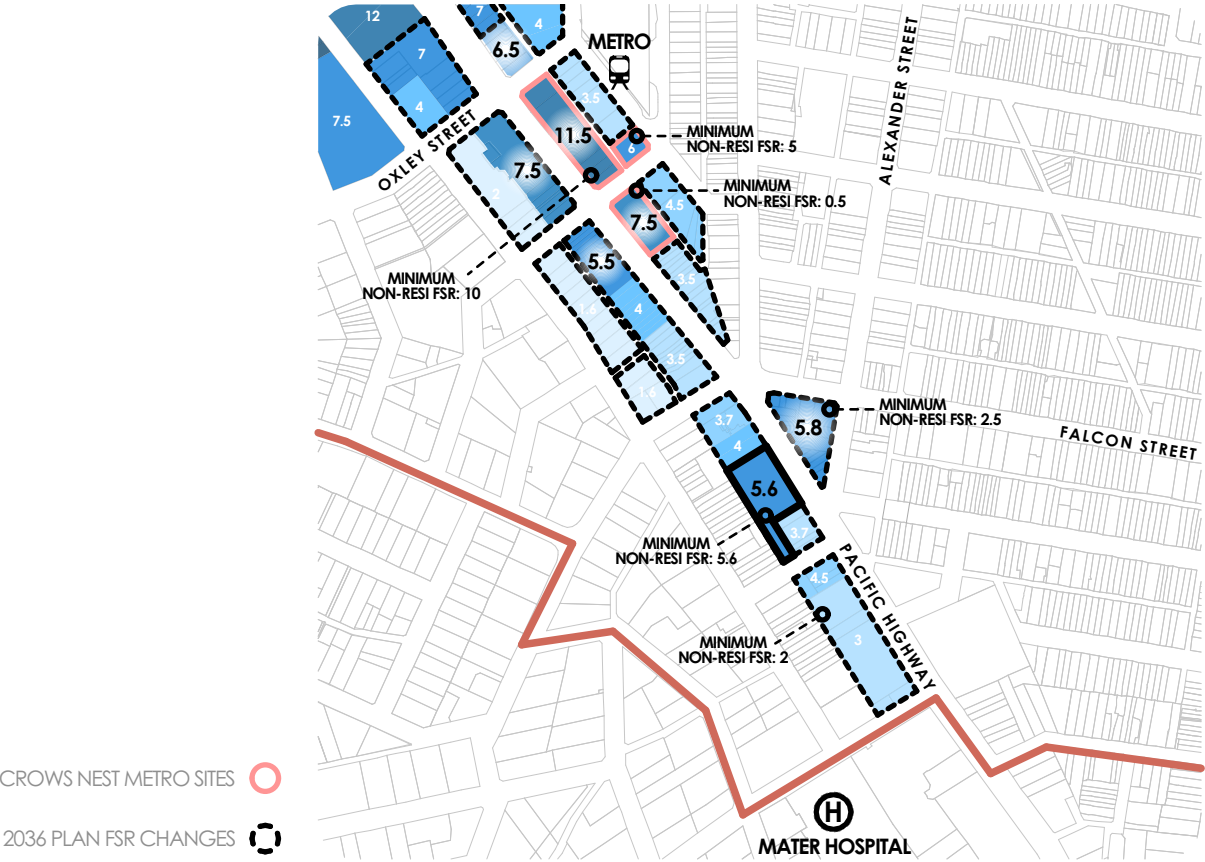 12
7
4
6.5
METRO
7
4
7.5
3.5
11.5
6
MINIMUM
NON-RESI FSR: 5
OXLEY STREET
ALEXANDER STREET
7.5
2
MINIMUM
NON-RESI FSR: 0.5
4.5
7.5
5.5
MINIMUM
NON-RESI FSR: 10
3.5
1.6
4
3.5
1.6
3.7
4
5.8
MINIMUM
NON-RESI FSR: 2.5
FALCON STREET
5.6
3.7
MINIMUM
NON-RESI FSR: 5.6
PACIFIC HIGHWAY
4.5
3
MINIMUM
NON-RESI FSR: 2
CROWS NEST METRO SITES
2036 PLAN FSR CHANGES
H
MATER HOSPITAL